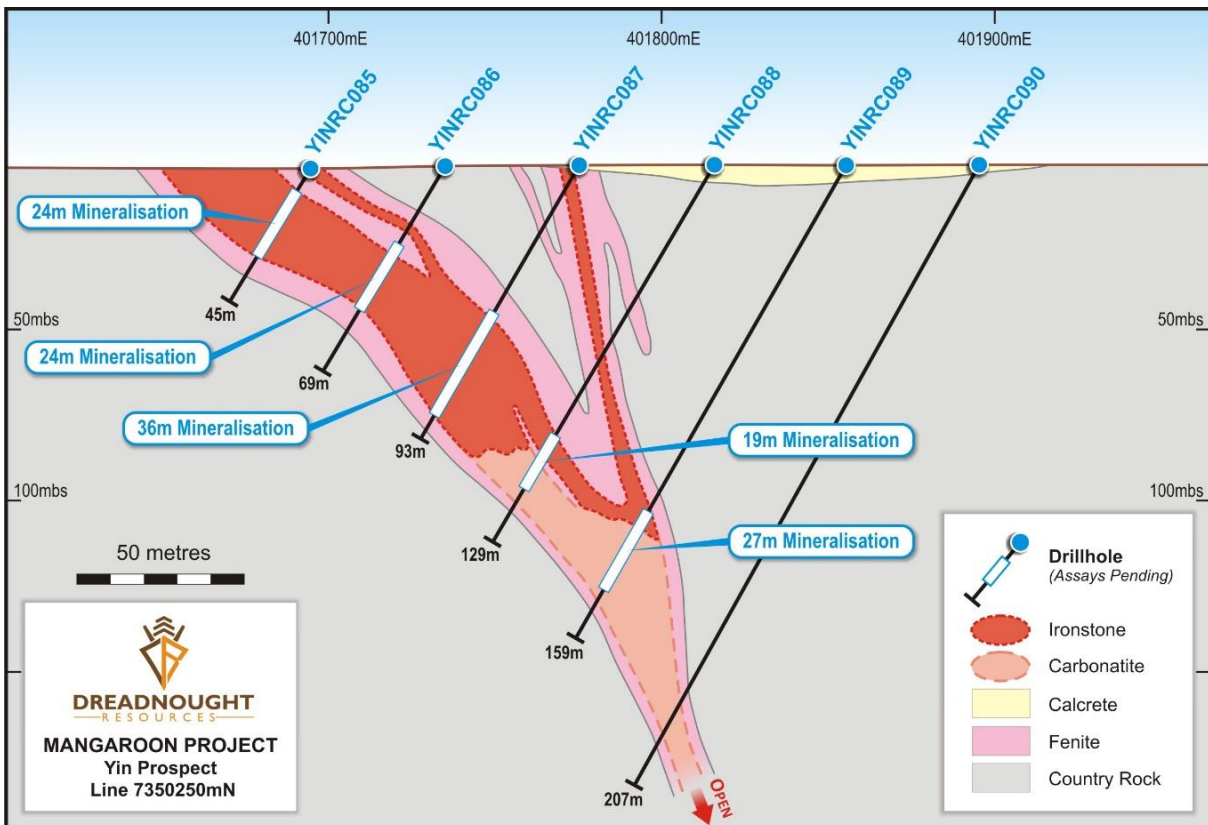 401700mE
401800mE
401900mE
YINRC085
YINRC086
YINRC087
YINRC088
YINRC089
YINRC090
24m Mineralisation
45m
50mbs
50mbs
24m Mineralisation
69m
36m Mineralisation
93m
19m Mineralisation
100mbs
100mbs
129m
27m Mineralisation
159m
207m
OPEN
50 metres
DREADNOUGHT
RESOURCES
MANGAROON PROJECT
Yin Prospect
Line 7350250mN
Drillhole
(Assays Pending)
Ironstone
Carbonatite
Calcrete
Fenite
Country Rock